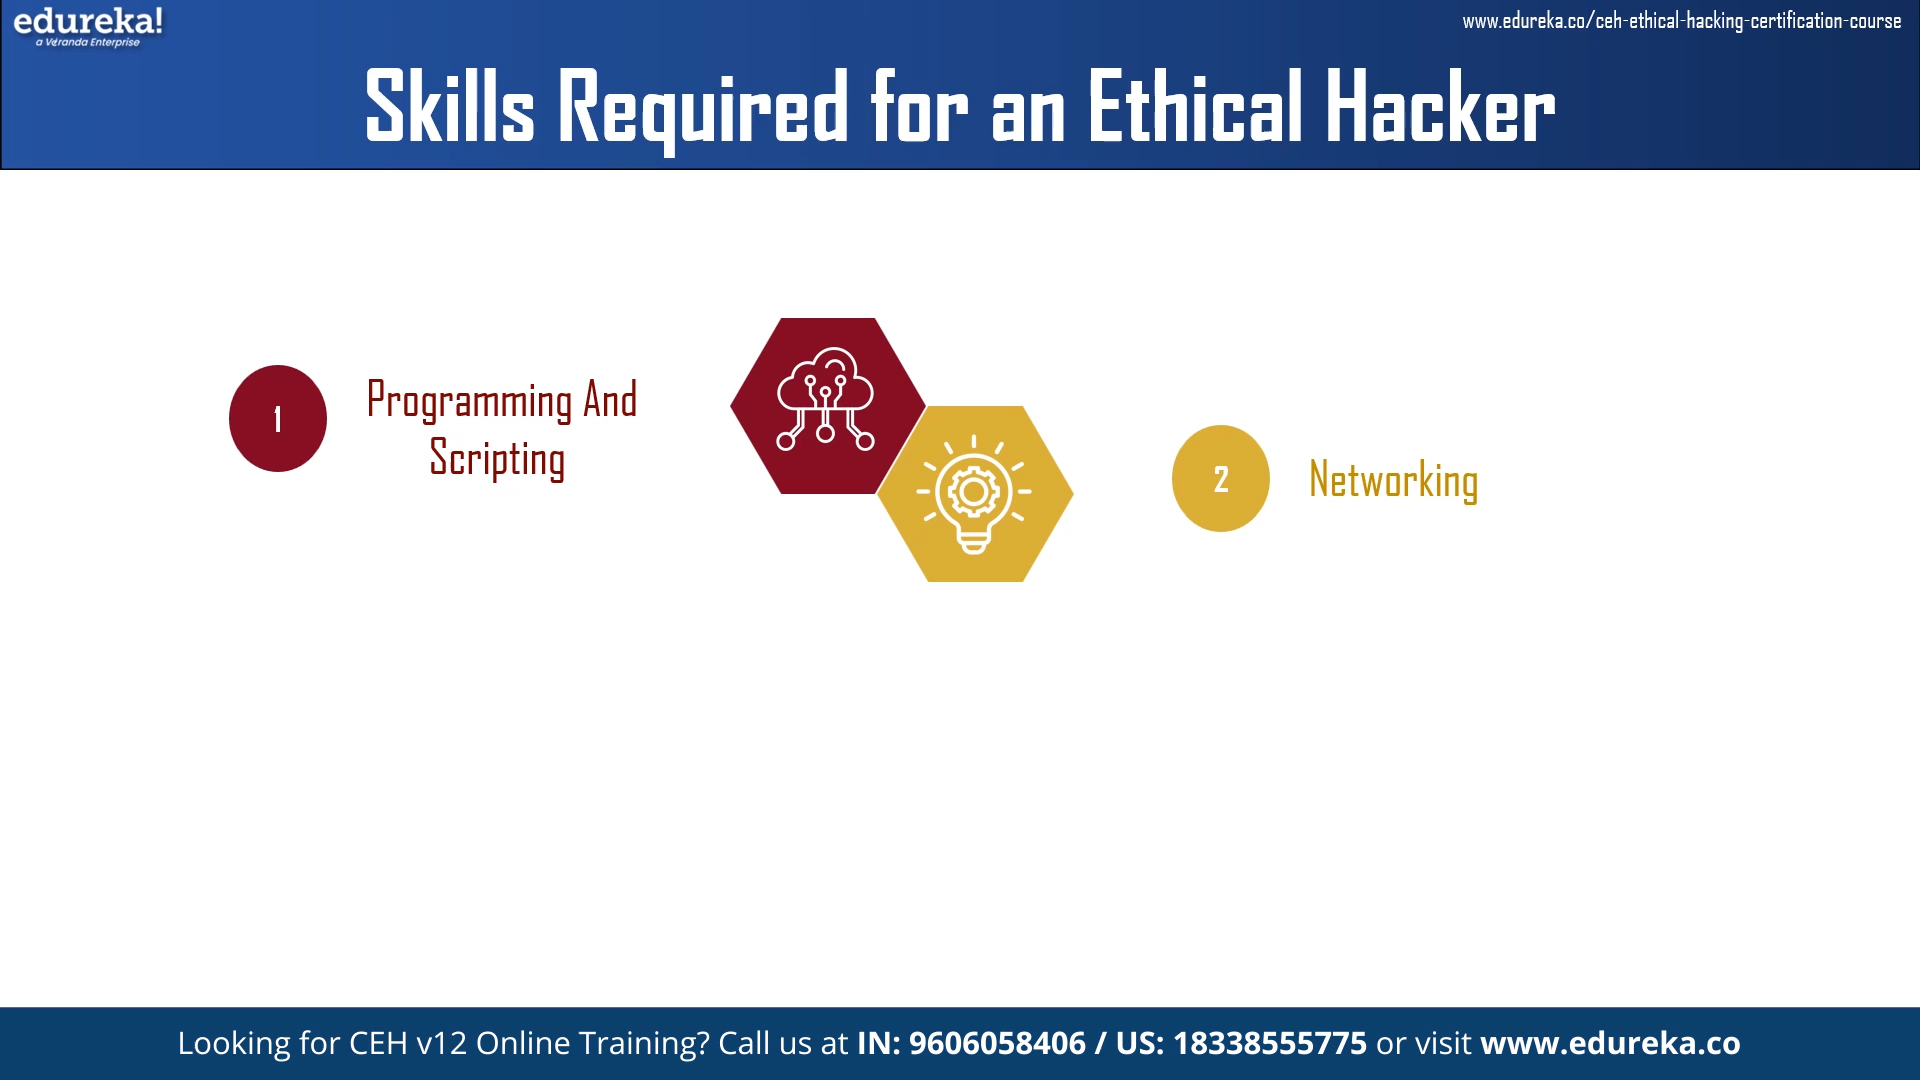 edureka!
a Veranda Enterprise
www.edureka.co/ceh-ethical-hacking-certification-course
Skills Required for an Ethical Hacker
1
Programming And
Scripting
2
Networking
Looking for CEH v12 Online Training? Call us at IN: 9606058406 / US: 18338555775 or visit www.edureka.co